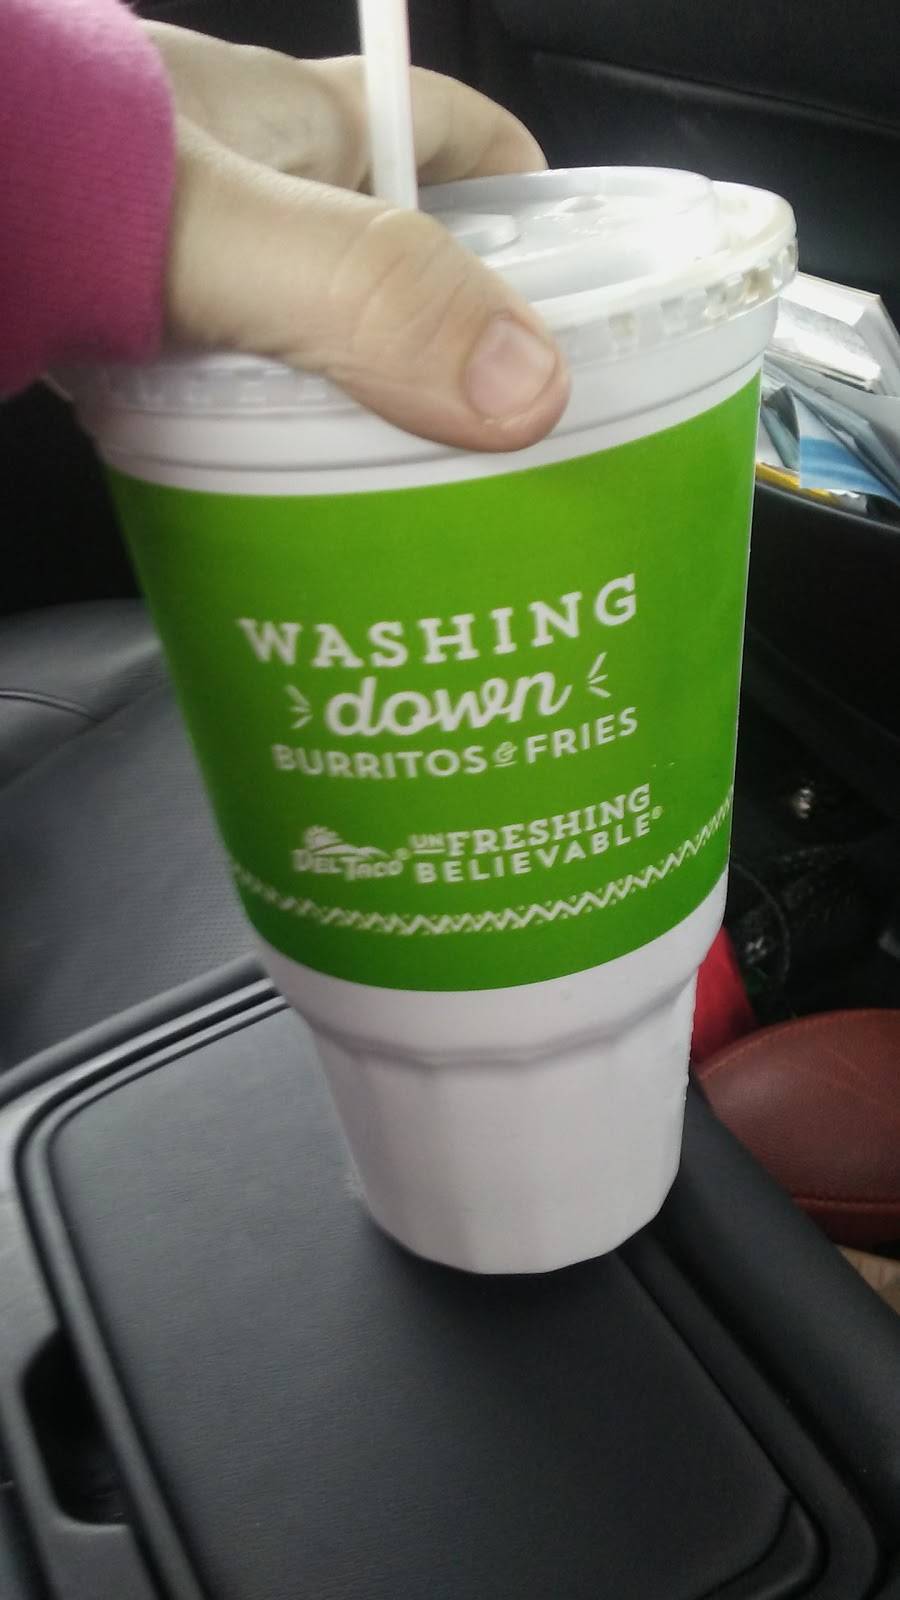 WASHING
down
BURRITOS & FRIES
DEL TACO® UNFRESHING
BELIEVABLE®